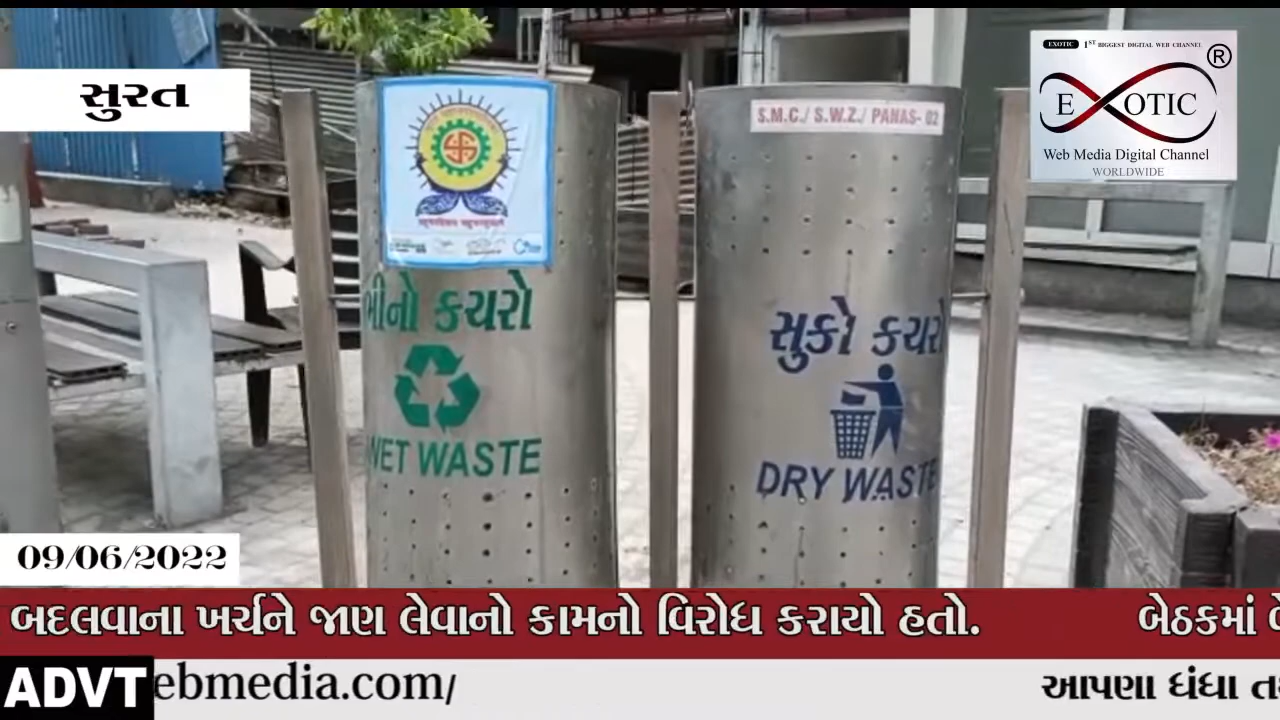 સુરત
EXOTIC 1ST BIGGEST DIGITAL WEB CHANNEL
EXOTIC ®
Web Media Digital Channel
WORLDWIDE
S.M.C./ S.W.Z./ PANAS- 02
ભીનો કચરો
WET WASTE
સુકો કચરો
DRY WASTE
09/06/2022
બદલવાના ખર્ચને જાણ લેવાનો કામનો વિરોધ કરાયો હતો. બેઠકમાં
ADVT ebmedia.com/ આપણા ધંધા